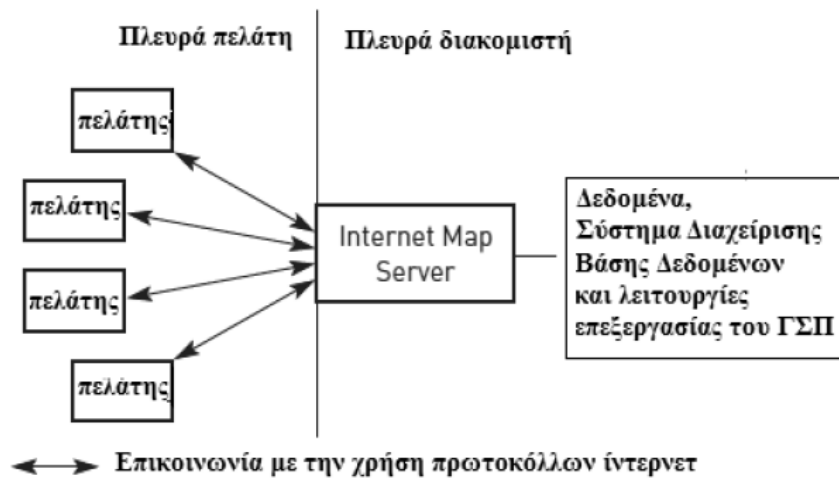 Πλευρά πελάτη
Πλευρά διακομιστή
πελάτης
πελάτης
πελάτης
πελάτης
Internet Map
Server
Δεδομένα,
Σύστημα Διαχείρισης
Βάσης Δεδομένων
και λειτουργίες
επεξεργασίας του ΓΣΠ
Επικοινωνία με την χρήση πρωτοκόλλων ίντερνετ